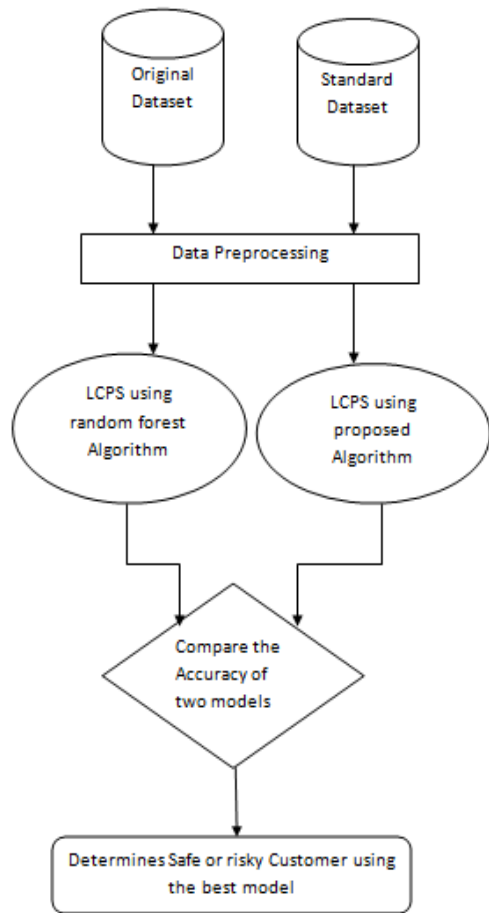 Original
Dataset
Standard
Dataset
Data Preprocessing
LCPS using
random forest
Algorithm
LCPS using
proposed
Algorithm
Compare the
Accuracy of
two models
Determines Safe or risky Customer using
the best model